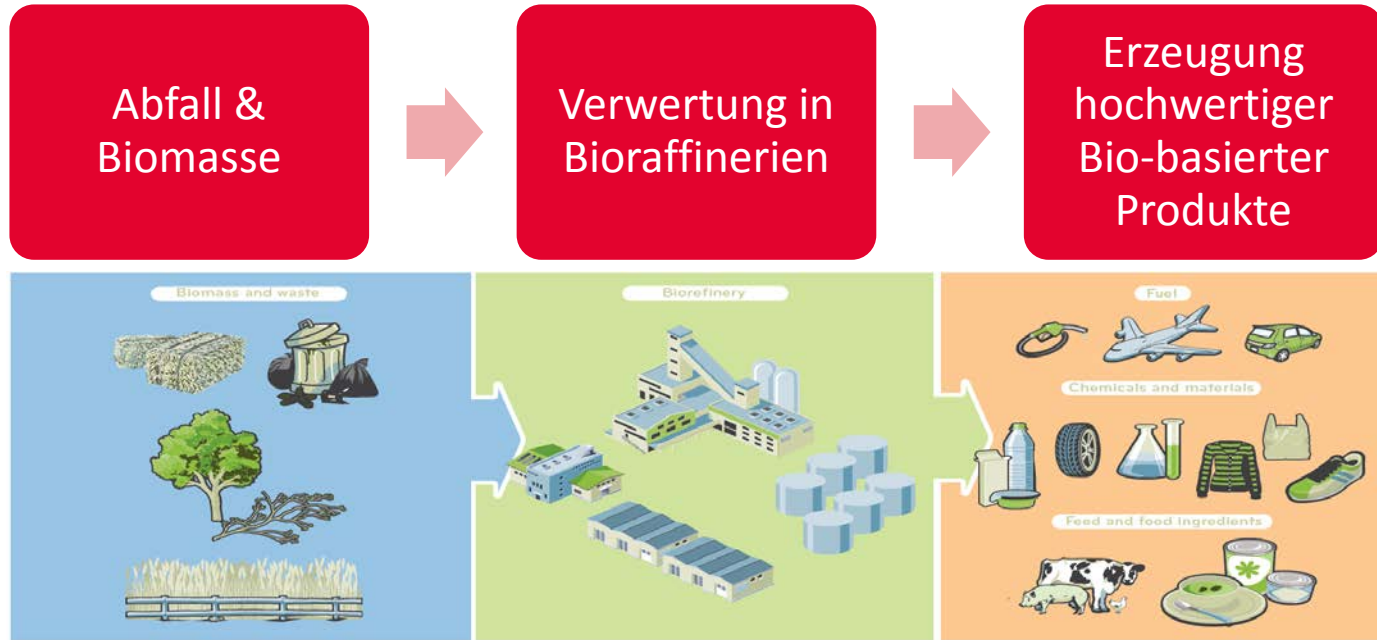 Abfall &
Biomasse
Verwertung in
Bioraffinerien
Erzeugung
hochwertiger
Bio-basierter
Produkte
Biomass and waste
Biorefinery
Fuel
Chemicals and materials
Feed and food ingredients